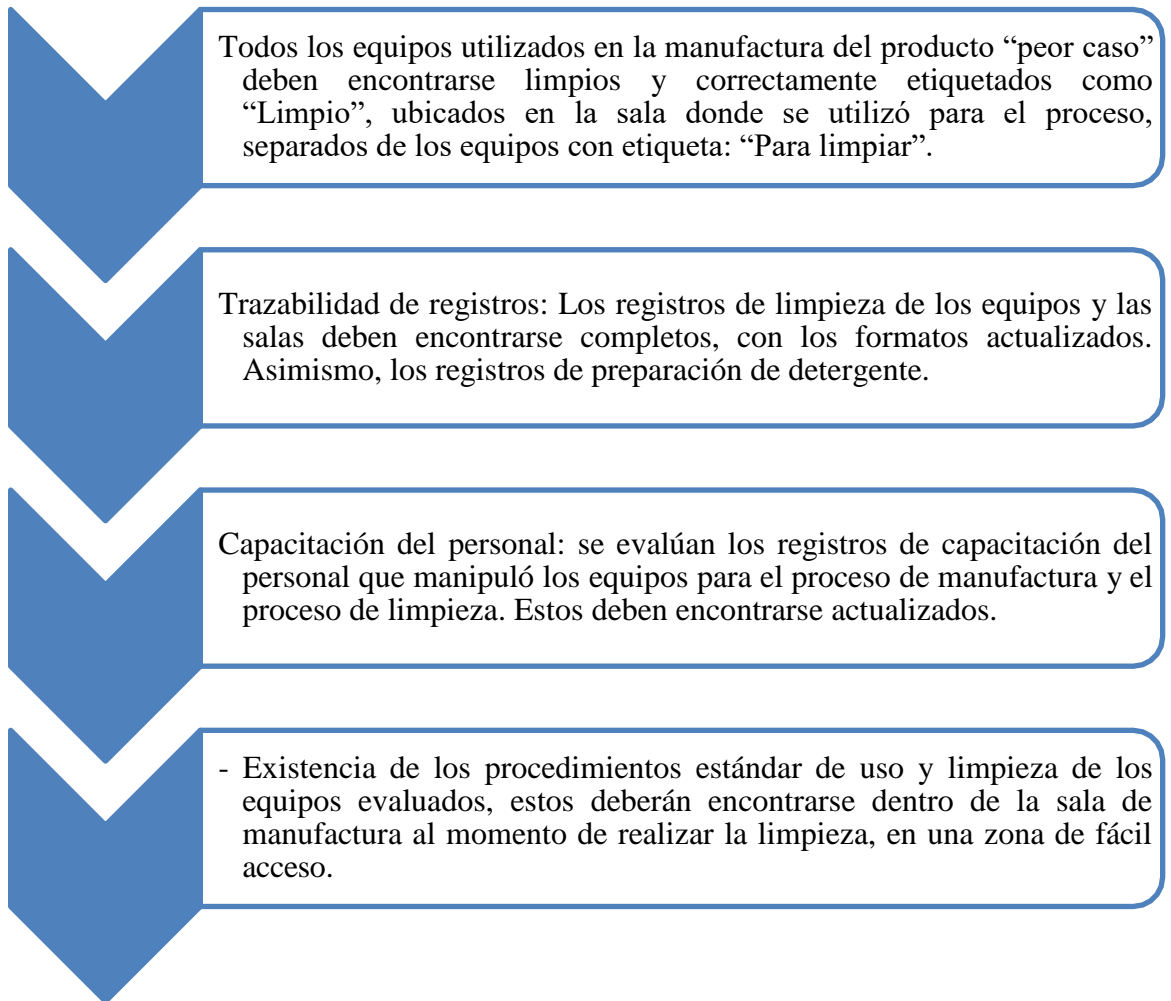 Todos los equipos utilizados en la manufactura del producto “peor caso”
deben encontrarse limpios y correctamente etiquetados como
“Limpio”, ubicados en la sala donde se utilizó para el proceso,
separados de los equipos con etiqueta: “Para limpiar”.
Trazabilidad de registros: Los registros de limpieza de los equipos y las
salas deben encontrarse completos, con los formatos actualizados.
Asimismo, los registros de preparación de detergente.
Capacitación del personal: se evalúan los registros de capacitación del
personal que manipuló los equipos para el proceso de manufactura y el
proceso de limpieza. Estos deben encontrarse actualizados.
- Existencia de los procedimientos estándar de uso y limpieza de los
equipos evaluados, estos deberán encontrarse dentro de la sala de
manufactura al momento de realizar la limpieza, en una zona de fácil
acceso.